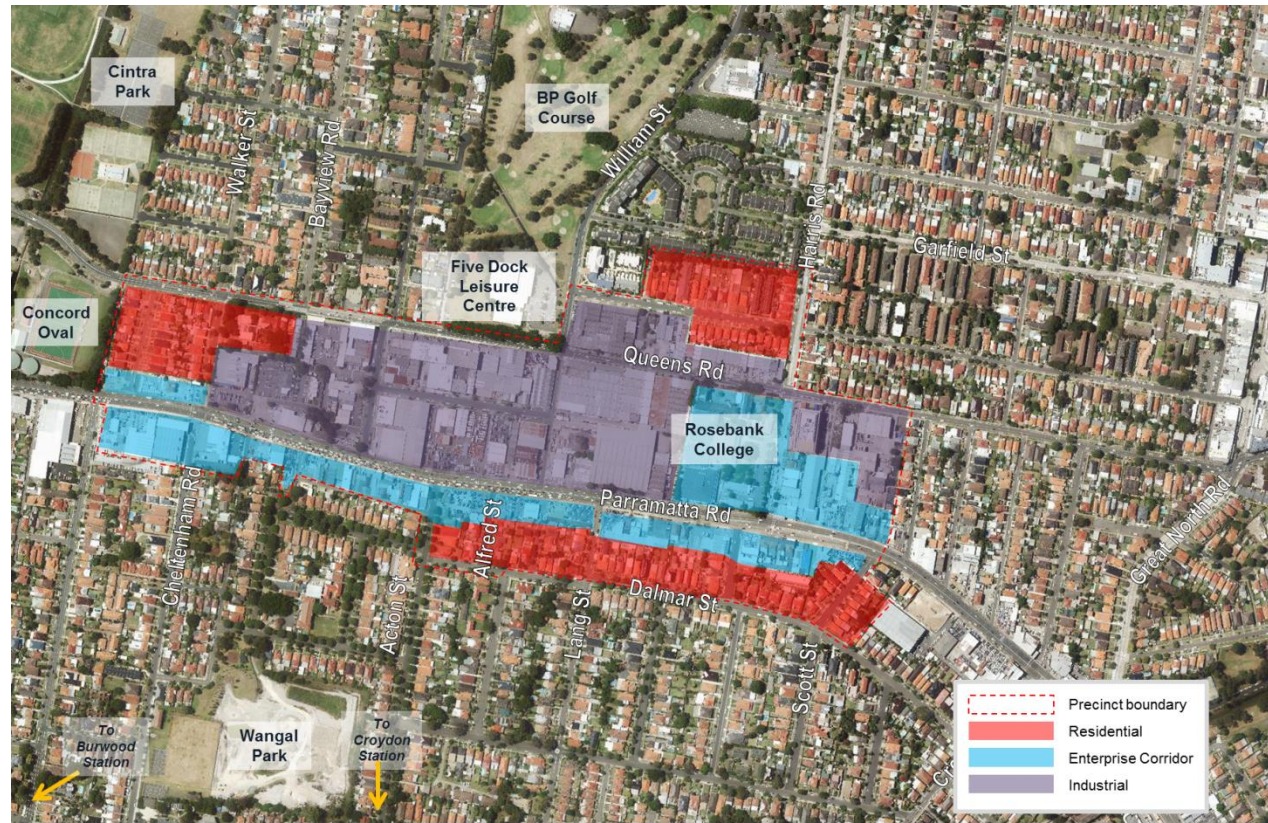 Cintra
Park
BP Golf
Course
William St
Walker St
Bayview Rd
Harris Rd
Garfield St
Five Dock
Leisure
Centre
Concord
Oval
Queens Rd
Rosebank
College
Parramatta Rd
Great North Rd
Cheltenham Rd
Alfred St
Acton St
Lang St
Dalmar St
Scott St
To
Burwood
Station
Wangal
Park
To
Croydon
Station
Precinct boundary
Residential
Enterprise Corridor
Industrial